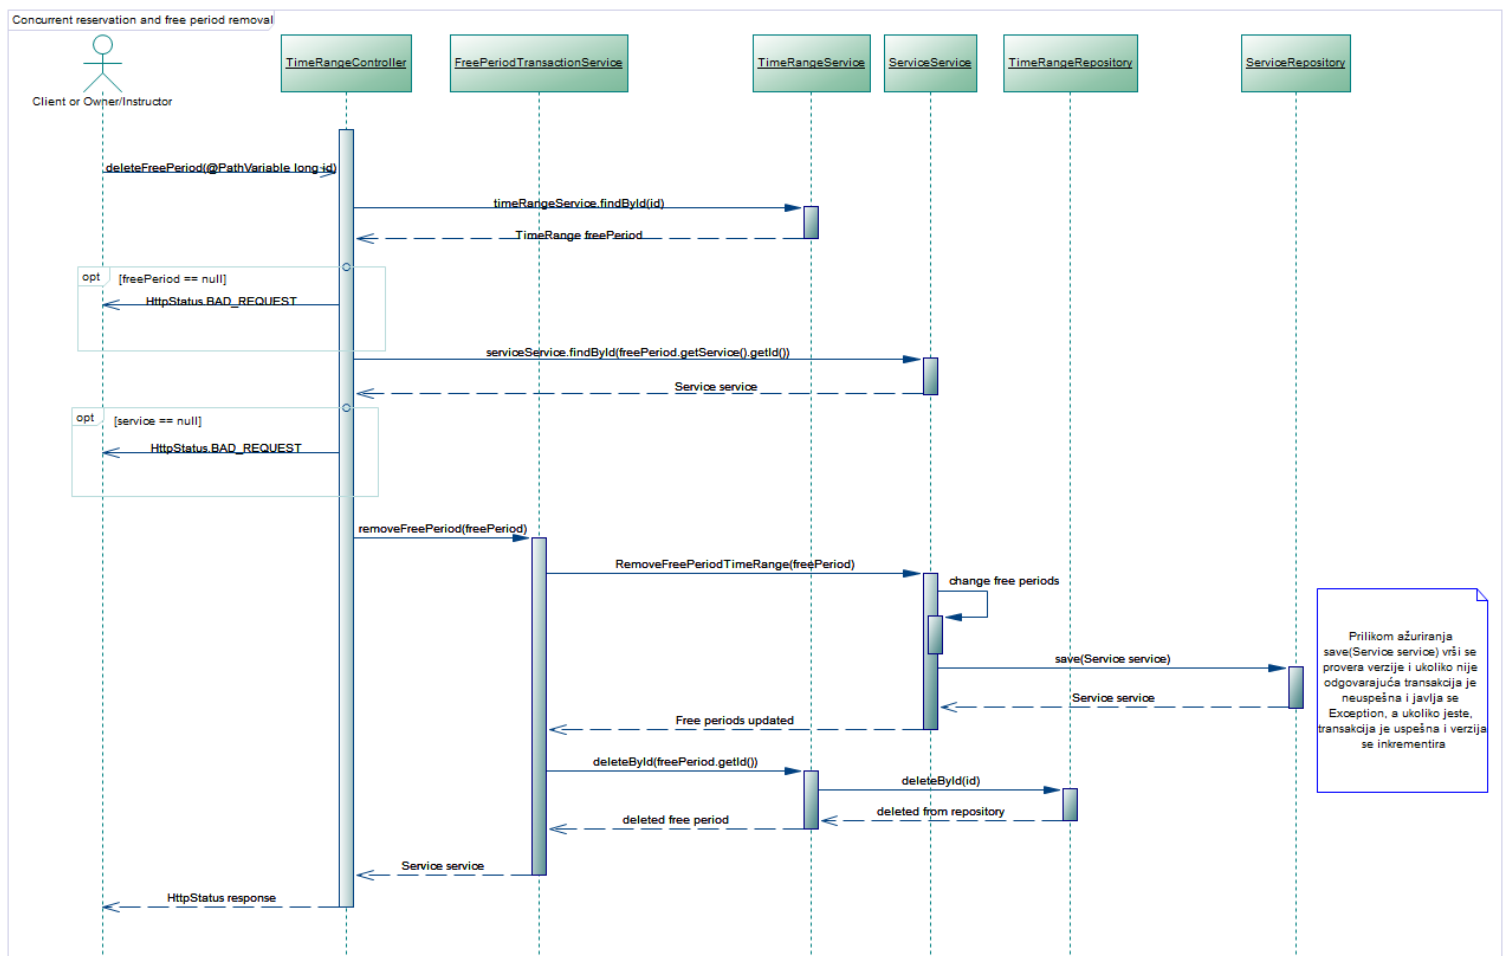 Concurrent reservation and free period removal
TimeRangeController
FreePeriodTransactionService
TimeRangeService
ServiceService
TimeRangeRepository
ServiceRepository
Client or Owner/Instructor
deleteFreePeriod(@PathVariable long id)
timeRangeService.findById(id)
TimeRange freePeriod
opt
[freePeriod == null]
HttpStatus.BAD_REQUEST
serviceService.findById(freePeriod.getService().getId())
Service service
opt
[service == null]
HttpStatus.BAD_REQUEST
removeFreePeriod(freePeriod)
RemoveFreePeriodTimeRange(freePeriod)
change free periods
save(Service service)
Service service
Free periods updated
deleteById(freePeriod.getId())
deleteById(id)
deleted from repository
deleted free period
Service service
HttpStatus response
Prilikom ažuriranja
save(Service service) vrši se
provera verzije i ukoliko nije
odgovarajuća transakcija je
neuspešna i javlja se
Exception, a ukoliko jeste,
transakcija je uspešna i verzija
se inkrementira